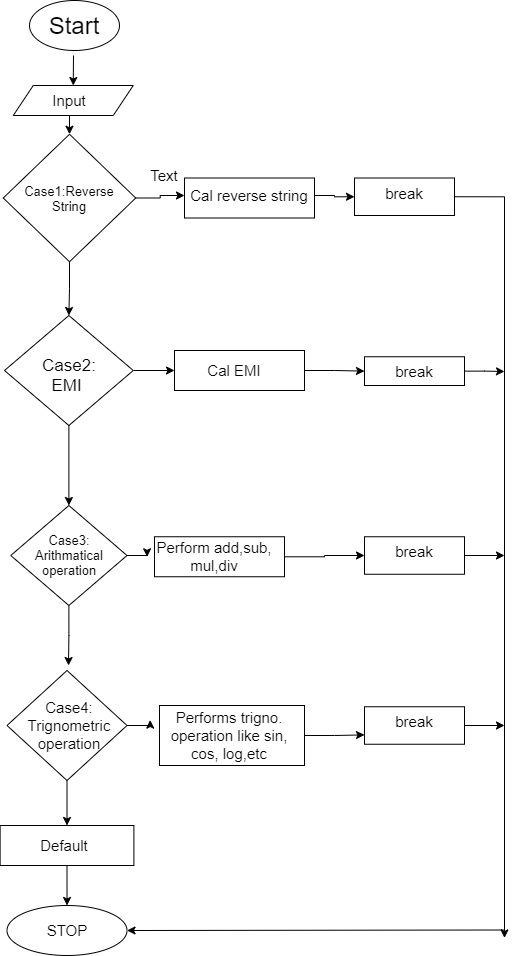 Start
Input
Case1:Reverse
String
Text
Cal reverse string
break
Case2:
EMI
Cal EMI
break
Case3:
Arithmatical
operation
Perform add,sub,
mul,div
break
Case4:
Trignometric
operation
Performs trigno.
operation like sin,
cos, log,etc
break
Default
STOP